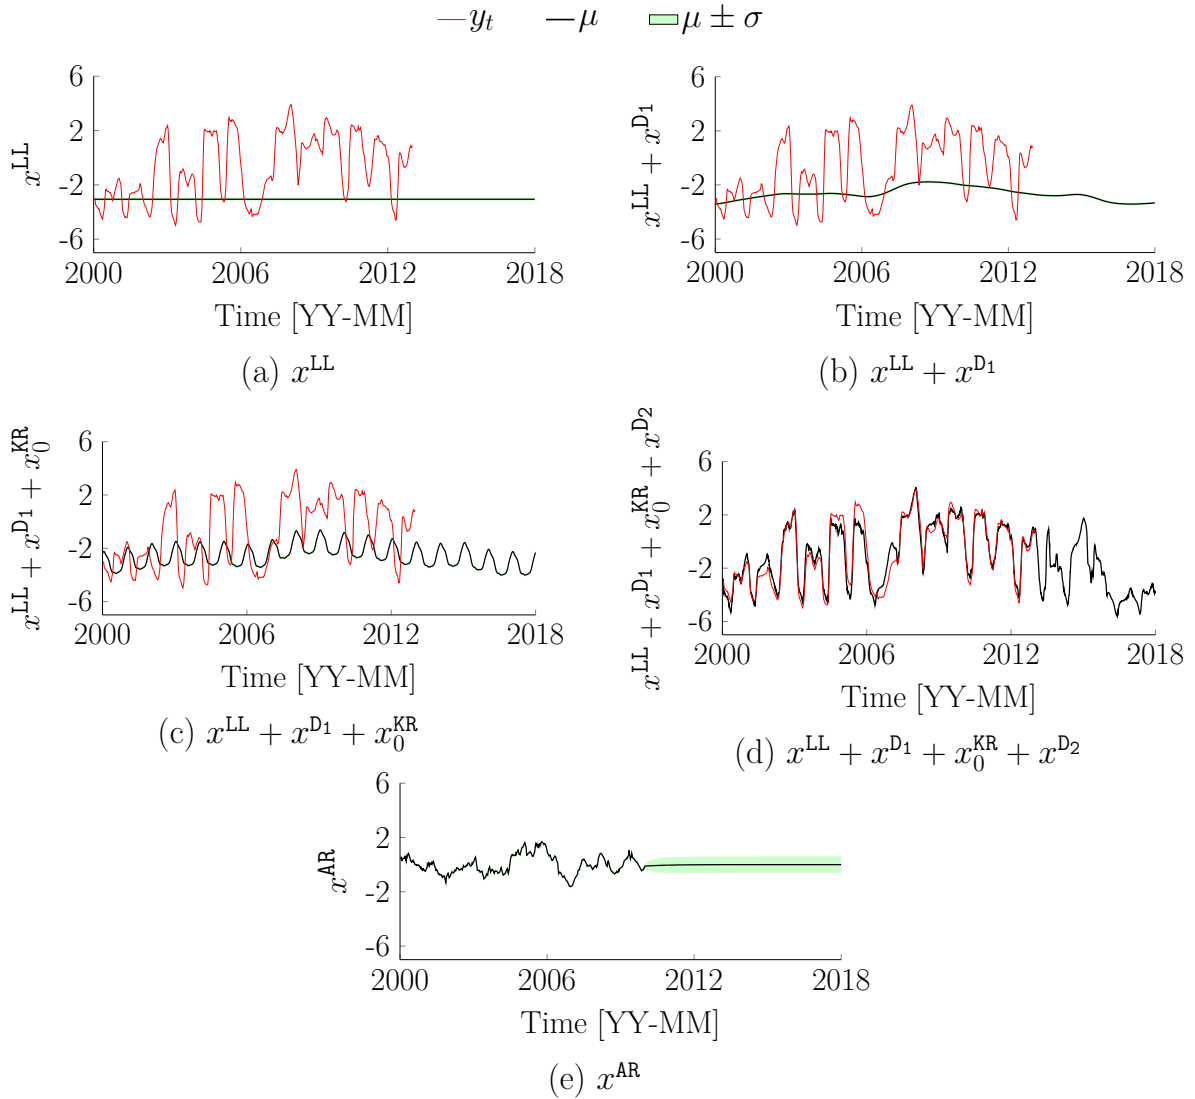 y_t μ μ ± σ
x^LL
6
2
-2
-6
2000 2006 2012 2018
Time [YY-MM]
(a) x^LL
x^LL + x^D1
6
2
-2
-6
2000 2006 2012 2018
Time [YY-MM]
(b) x^LL + x^D1
x^LL + x^D1 + x_0^KR
6
2
-2
-6
2000 2006 2012 2018
Time [YY-MM]
(c) x^LL + x^D1 + x_0^KR
x^LL + x^D1 + x_0^KR + x^D2
6
2
-2
-6
2000 2006 2012 2018
Time [YY-MM]
(d) x^LL + x^D1 + x_0^KR + x^D2
x^AR
6
2
-2
-6
2000 2006 2012 2018
Time [YY-MM]
(e) x^AR